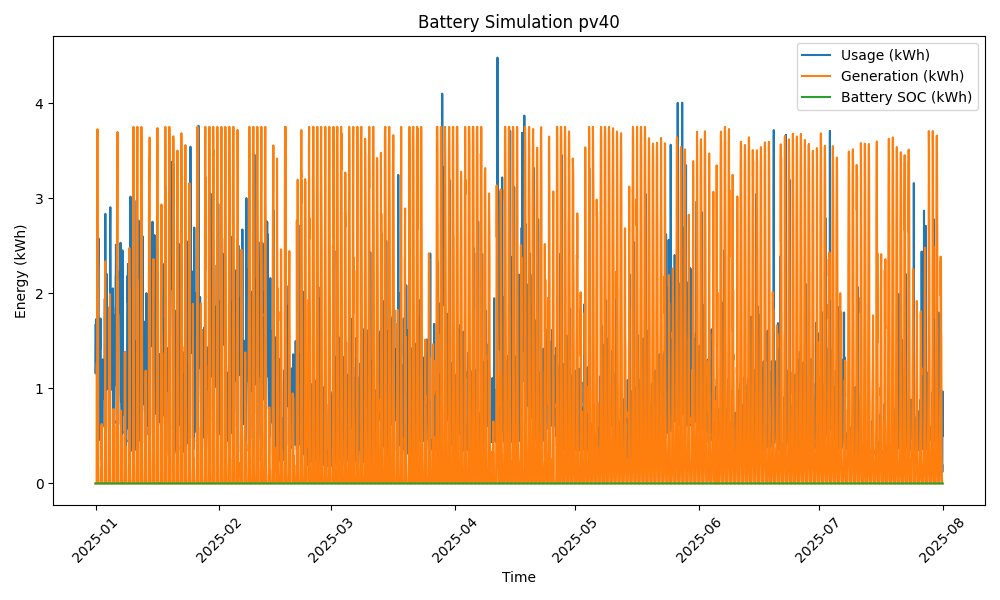 Battery Simulation pv40
Usage (kWh)
Generation (kWh)
Battery SOC (kWh)
Energy (kWh)
4
3
2
1
0
2025-01
2025-02
2025-03
2025-04
2025-05
2025-06
2025-07
2025-08
Time